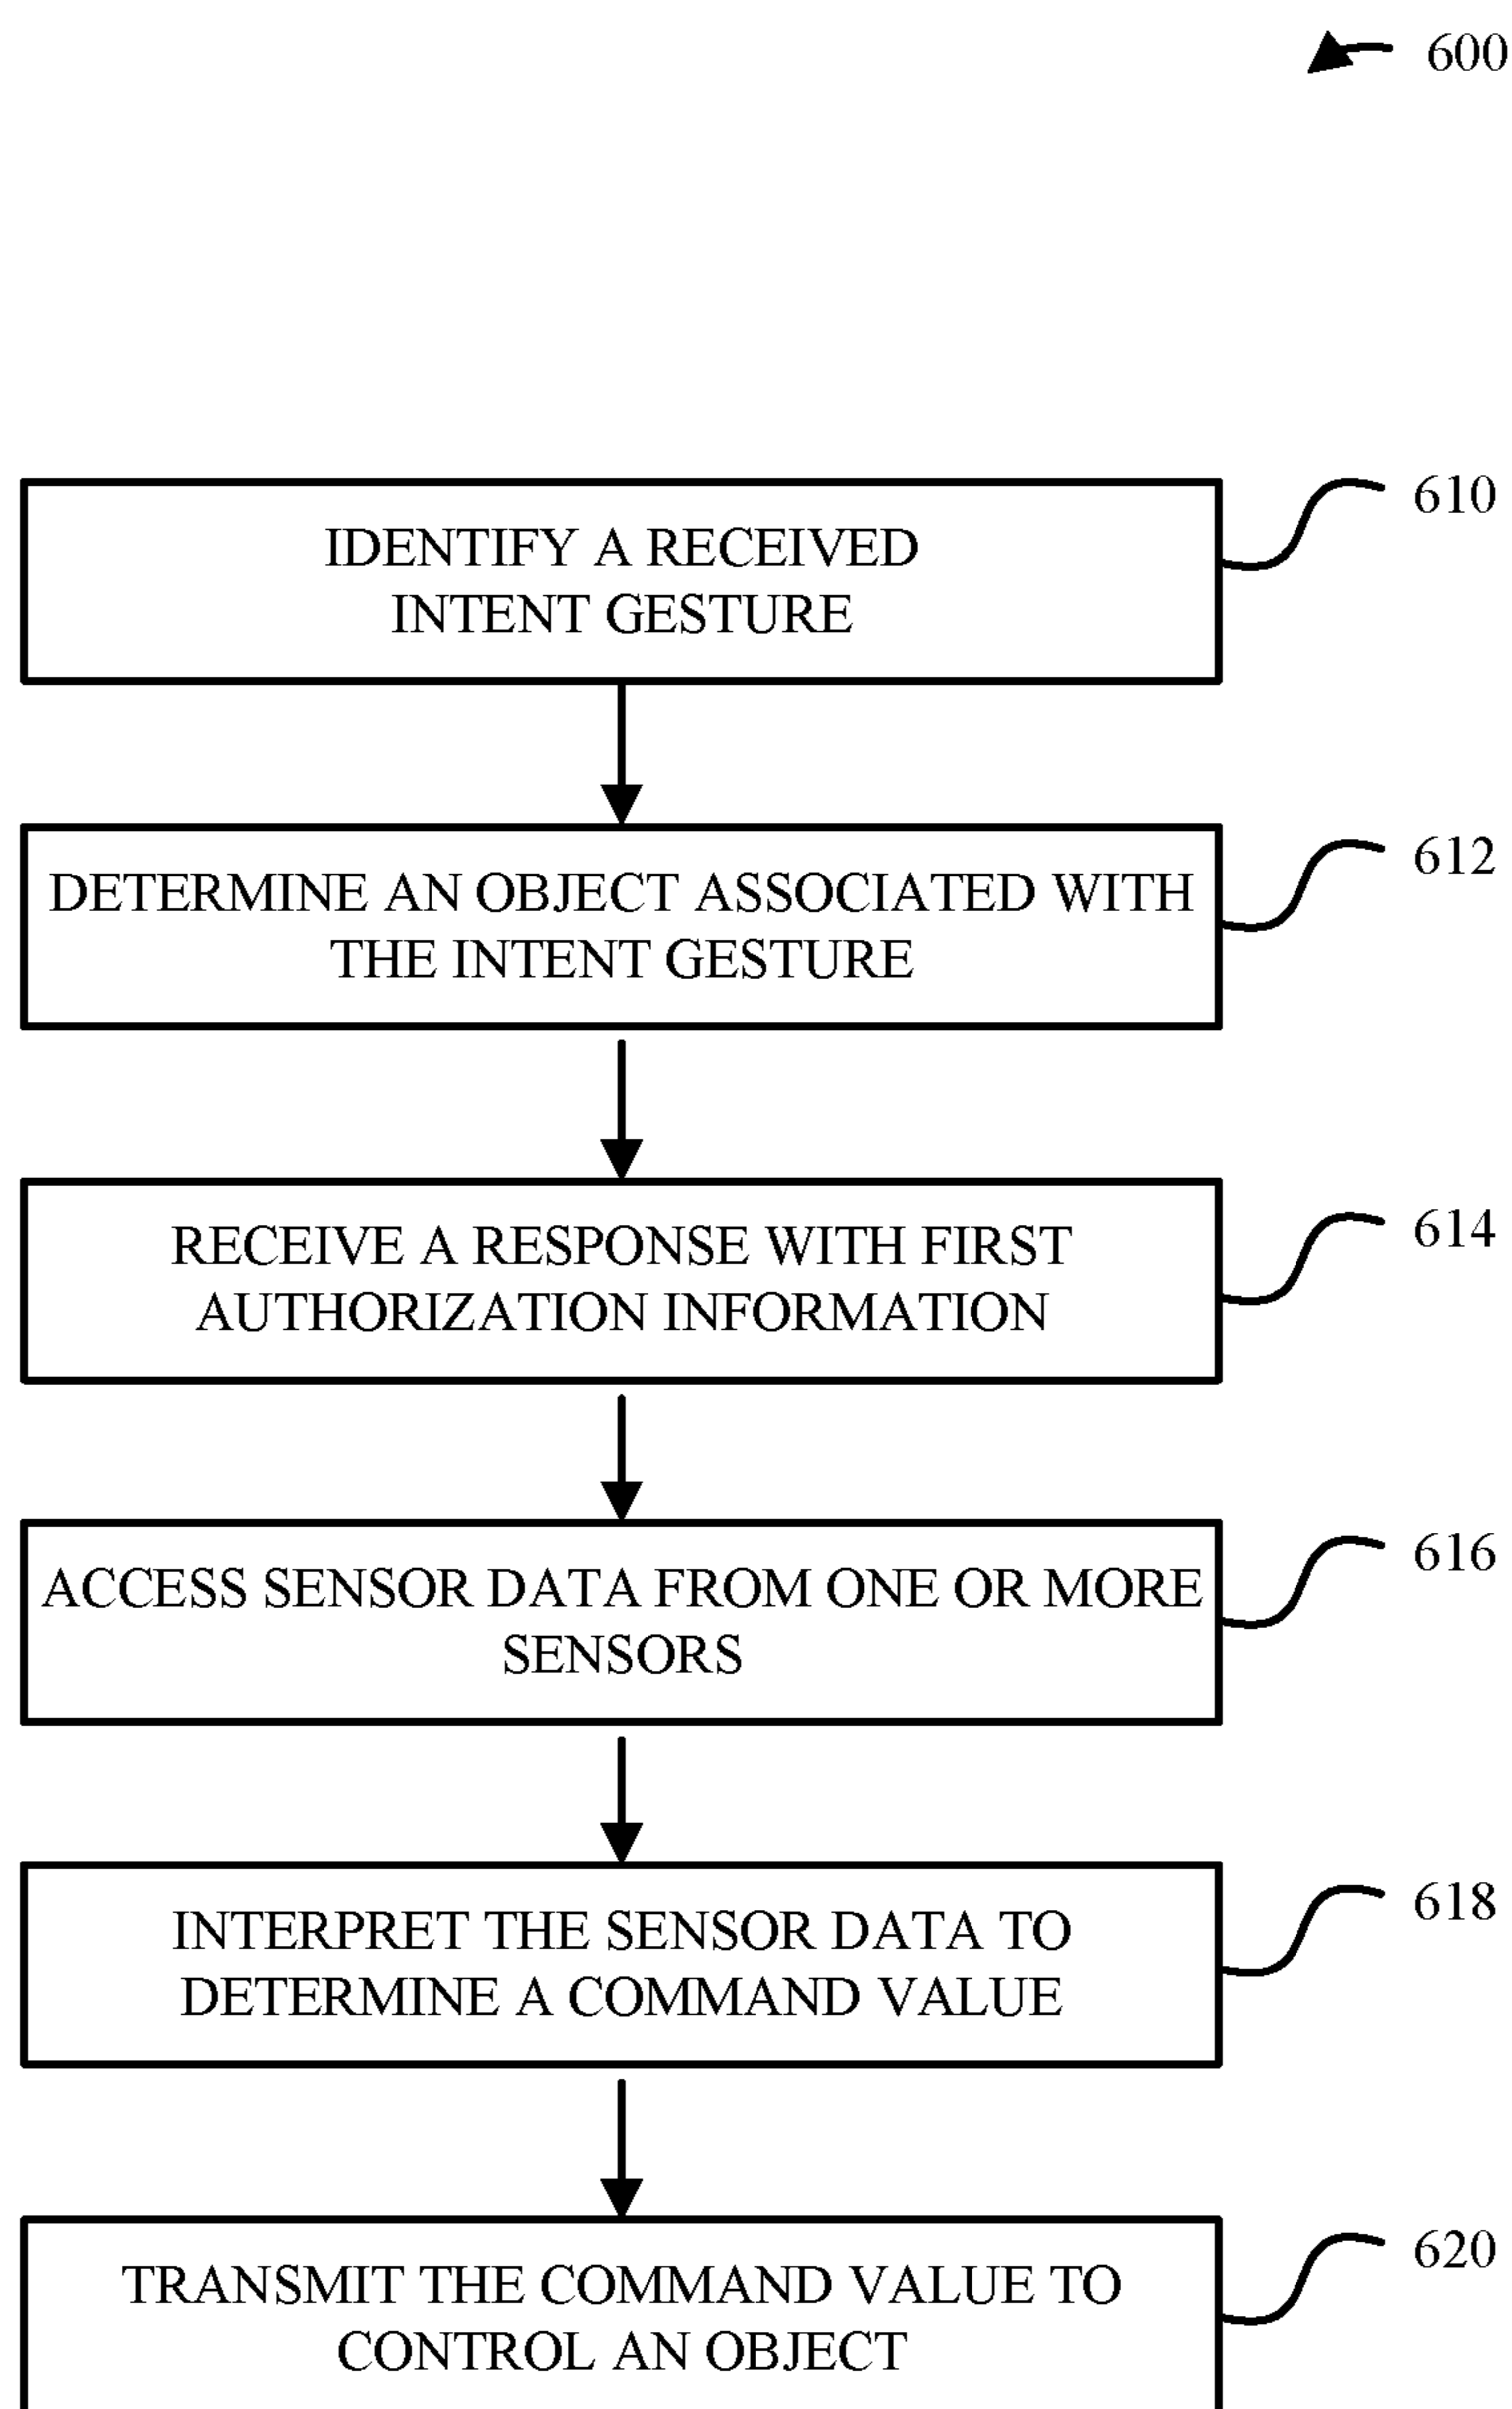 600
IDENTIFY A RECEIVED
INTENT GESTURE
610
DETERMINE AN OBJECT ASSOCIATED WITH
THE INTENT GESTURE
612
RECEIVE A RESPONSE WITH FIRST
AUTHORIZATION INFORMATION
614
ACCESS SENSOR DATA FROM ONE OR MORE
SENSORS
616
INTERPRET THE SENSOR DATA TO
DETERMINE A COMMAND VALUE
618
TRANSMIT THE COMMAND VALUE TO
CONTROL AN OBJECT
620